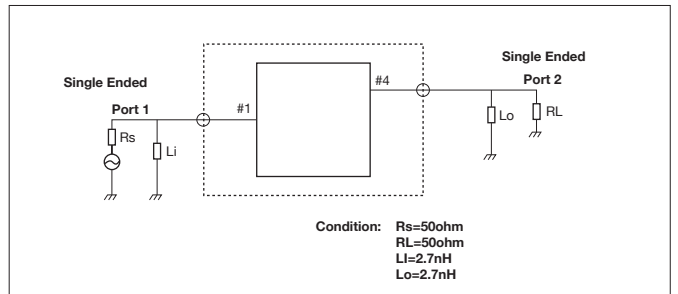 Single Ended
Port 1
Rs
Li
#1
#4
Single Ended
Port 2
Lo
RL
Condition: Rs=50ohm
RL=50ohm
LI=2.7nH
Lo=2.7nH